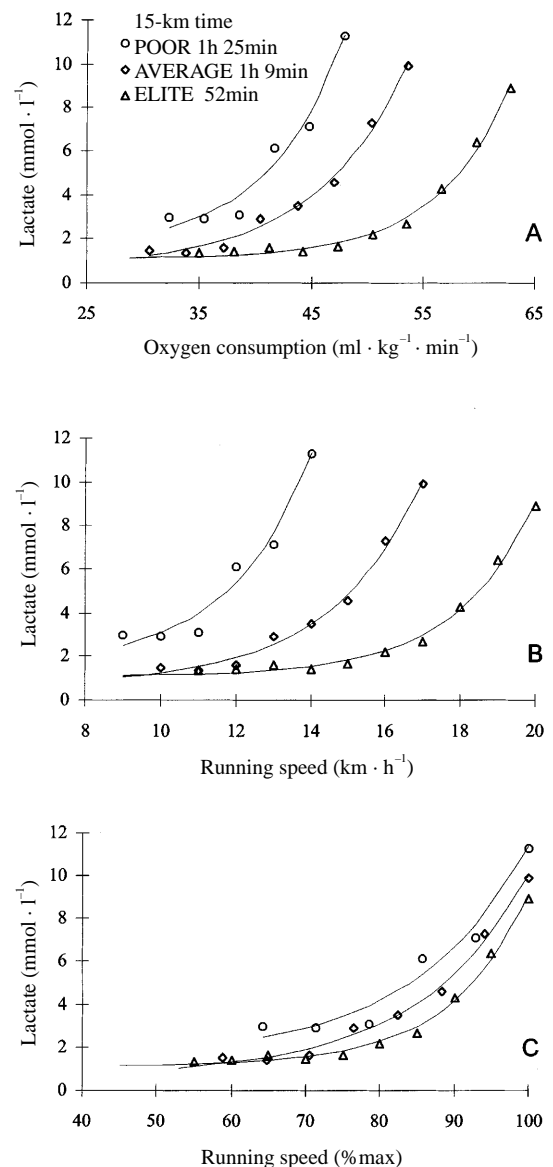 15-km time
POOR 1h 25min
AVERAGE 1h 9min
ELITE 52min
12
10
8
6
4
2
0
Lactate (mmol · l⁻¹)
A
25 35 45 55 65
Oxygen consumption (ml · kg⁻¹ · min⁻¹)
12
10
8
6
4
2
0
Lactate (mmol · l⁻¹)
B
8 10 12 14 16 18 20
Running speed (km · h⁻¹)
12
10
8
6
4
2
0
Lactate (mmol · l⁻¹)
C
40 50 60 70 80 90 100
Running speed (%max)